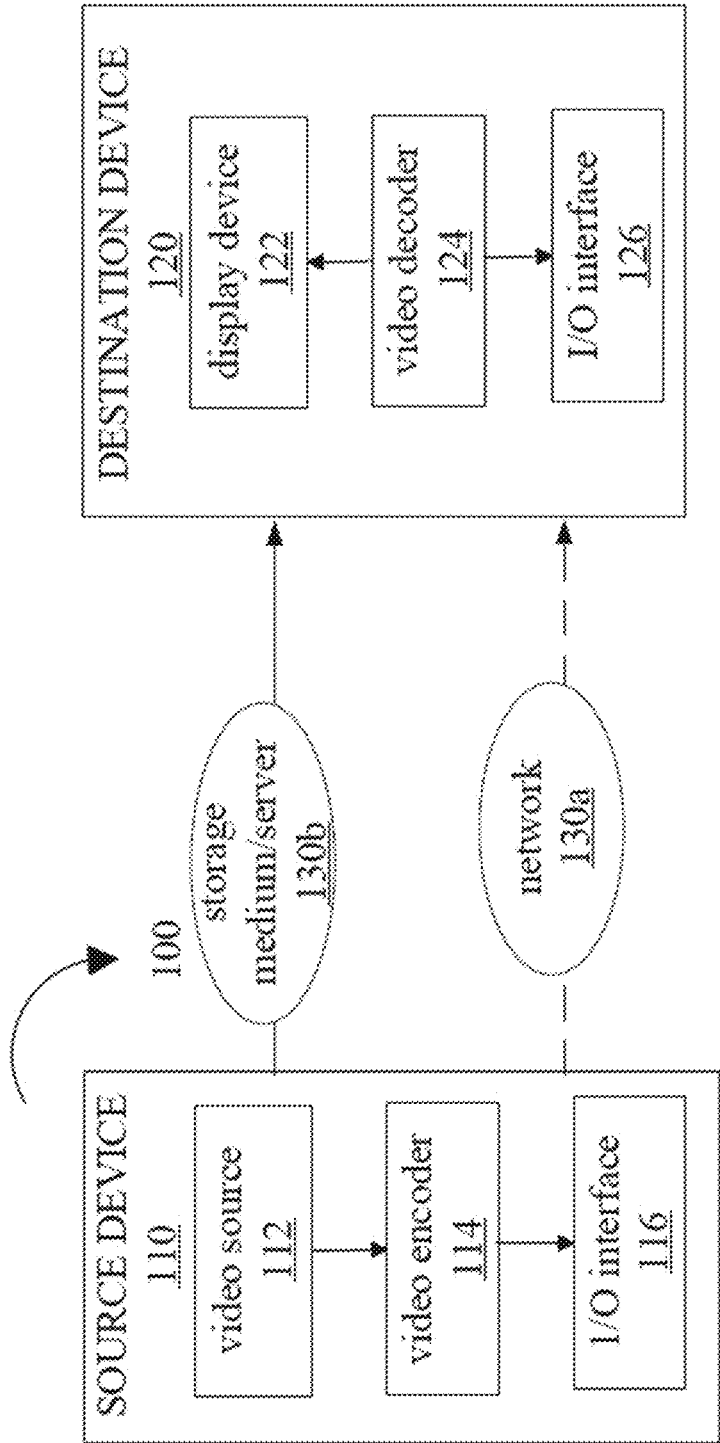 SOURCE DEVICE
110
video source
112
video encoder
114
I/O interface
116
100
storage
medium/server
130b
network
130a
DESTINATION DEVICE
120
display device
122
video decoder
124
I/O interface
126